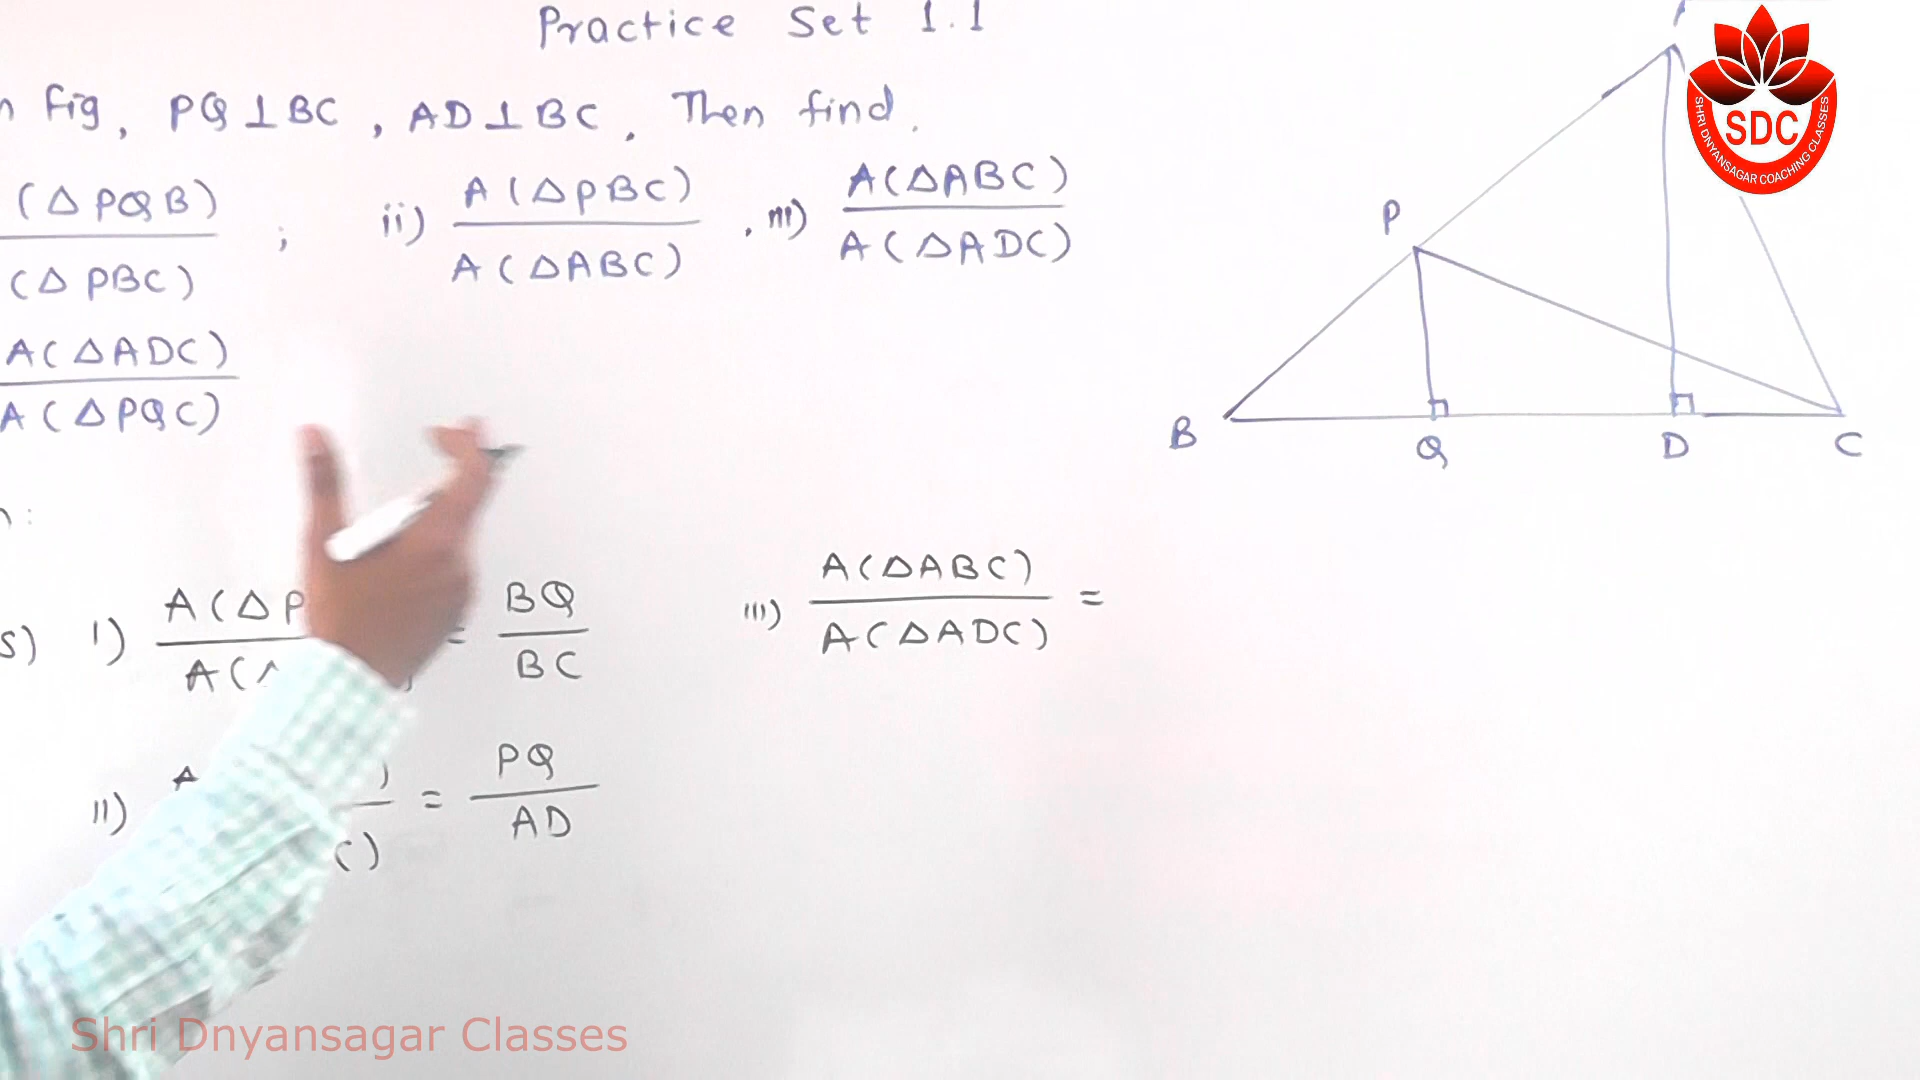 Practice Set 1.1
n Fig, PQ⊥BC, AD⊥BC. Then find,
(△PQB)
(△PBC)
;
ii) A(△PBC)
A(△ABC)
, iii) A(△ABC)
A(△ADC)
A(△ADC)
A(△PQC)
P
B
Q
D
C
SDC
SHRI DNYANSAGAR COACHING CLASSES
n:
s) i) A(△P
A(△
= BQ
BC
ii) A )
C)
= PQ
AD
iii) A(△ABC)
A(△ADC)
=
Shri Dnyansagar Classes